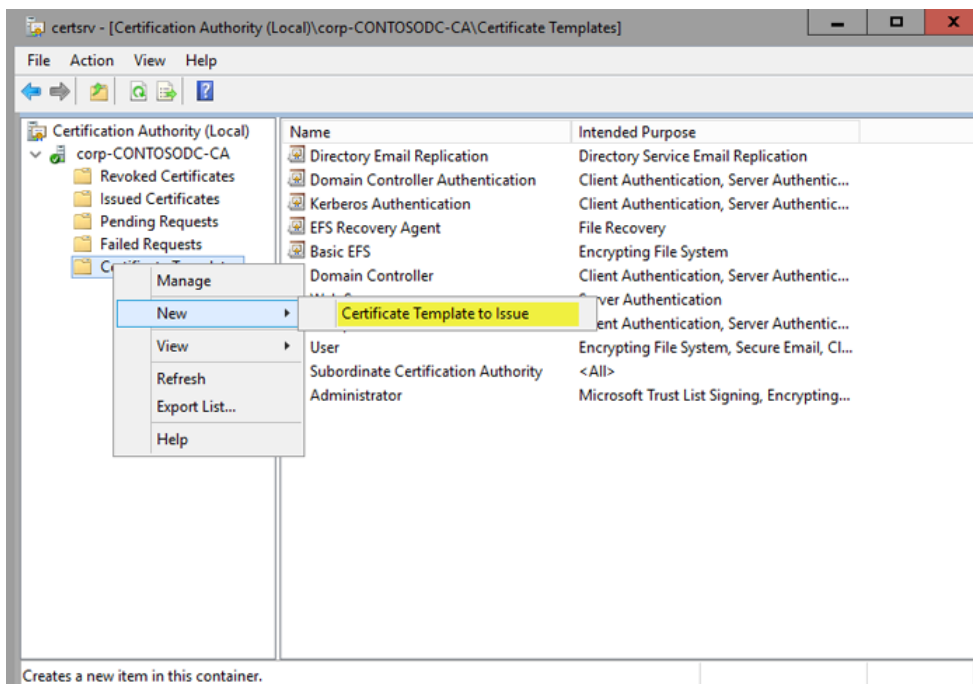 certsrv - [Certification Authority (Local)\corp-CONTOSODC-CA\Certificate Templates]
File Action View Help
Certification Authority (Local)
corp-CONTOSODC-CA
Revoked Certificates
Issued Certificates
Pending Requests
Failed Requests
Manage
New
View
Refresh
Export List...
Help
Certificate Template to Issue
Name Intended Purpose
Directory Email Replication Directory Service Email Replication
Domain Controller Authentication Client Authentication, Server Authentic...
Kerberos Authentication Client Authentication, Server Authentic...
EFS Recovery Agent File Recovery
Basic EFS Encrypting File System
Domain Controller Client Authentication, Server Authentic...
Authentication
Authentication, Server Authentic...
User Encrypting File System, Secure Email, Cl...
Subordinate Certification Authority <All>
Administrator Microsoft Trust List Signing, Encrypting...
Creates a new item in this container.